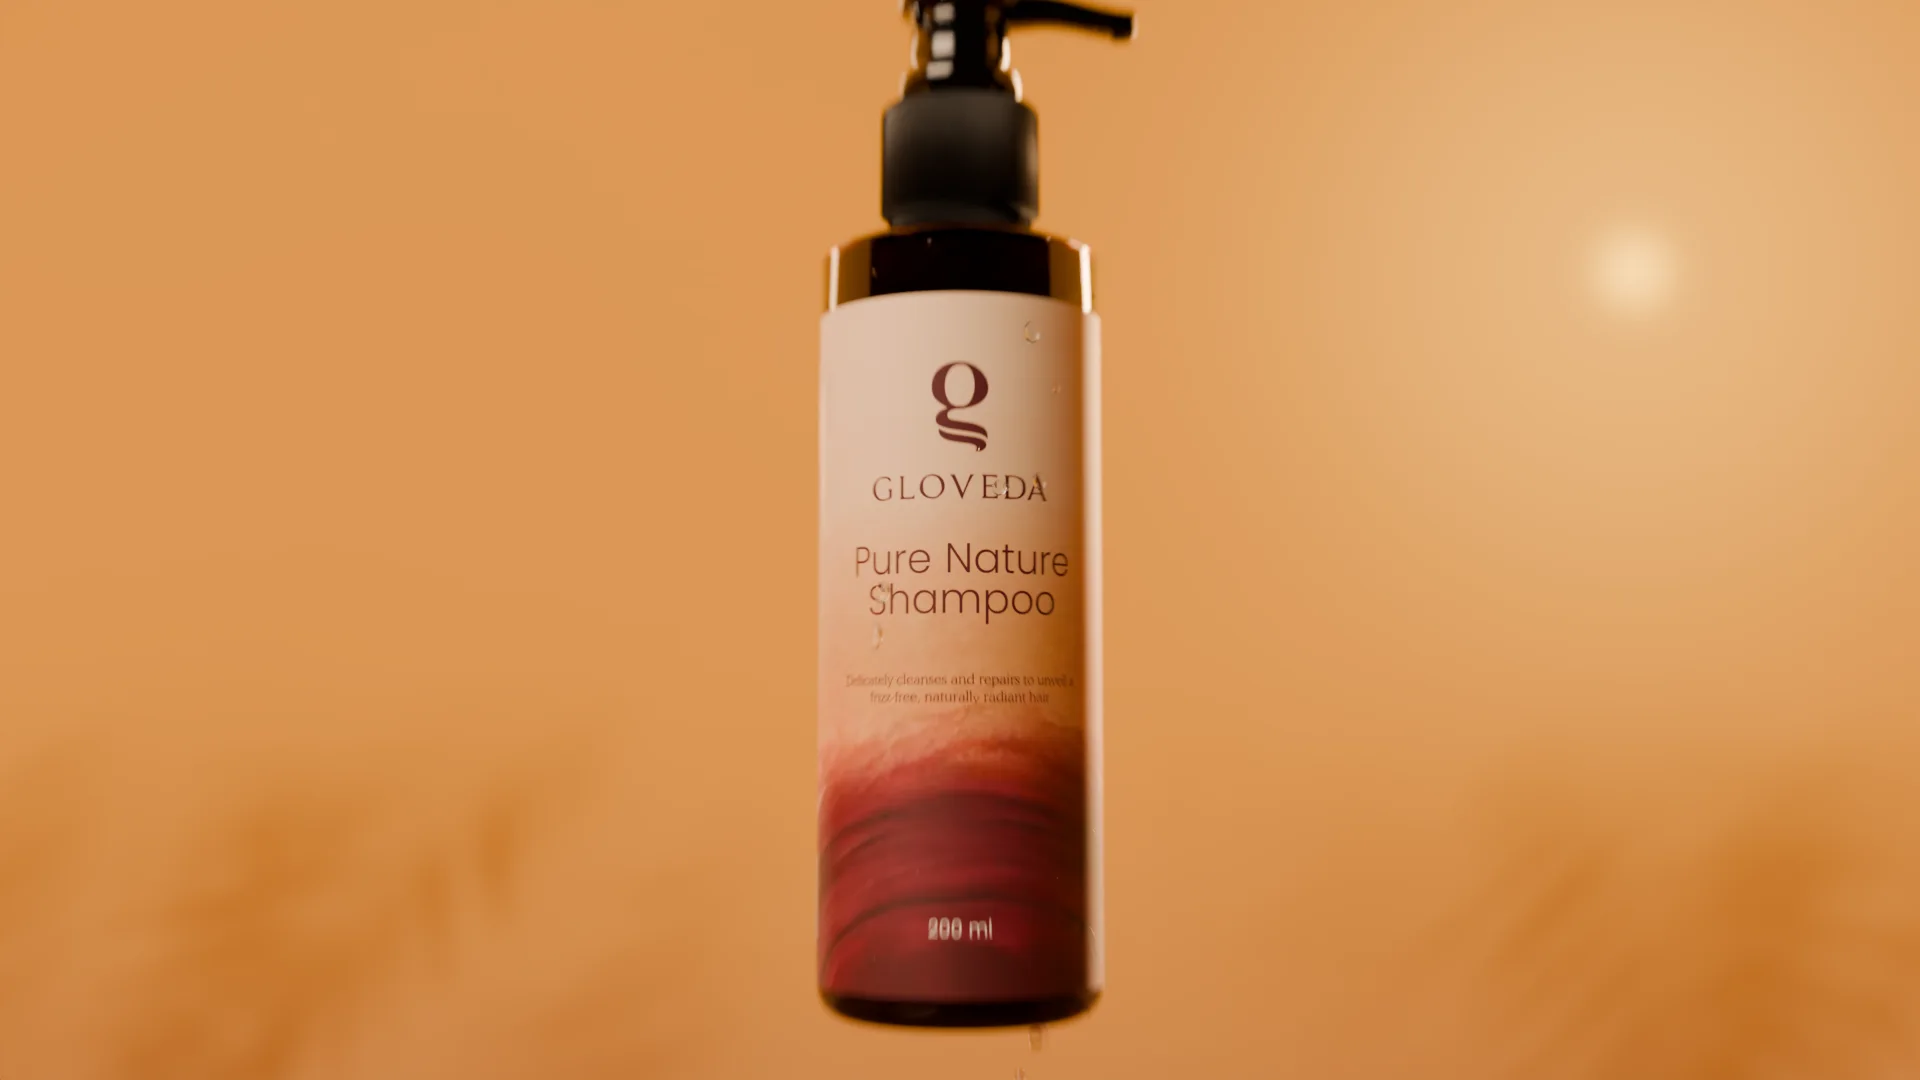 g
GLOVEDA
Pure Nature
Shampoo
Delicately cleanses and repairs to unveil a
frizz-free, naturally radiant hair
200 ml